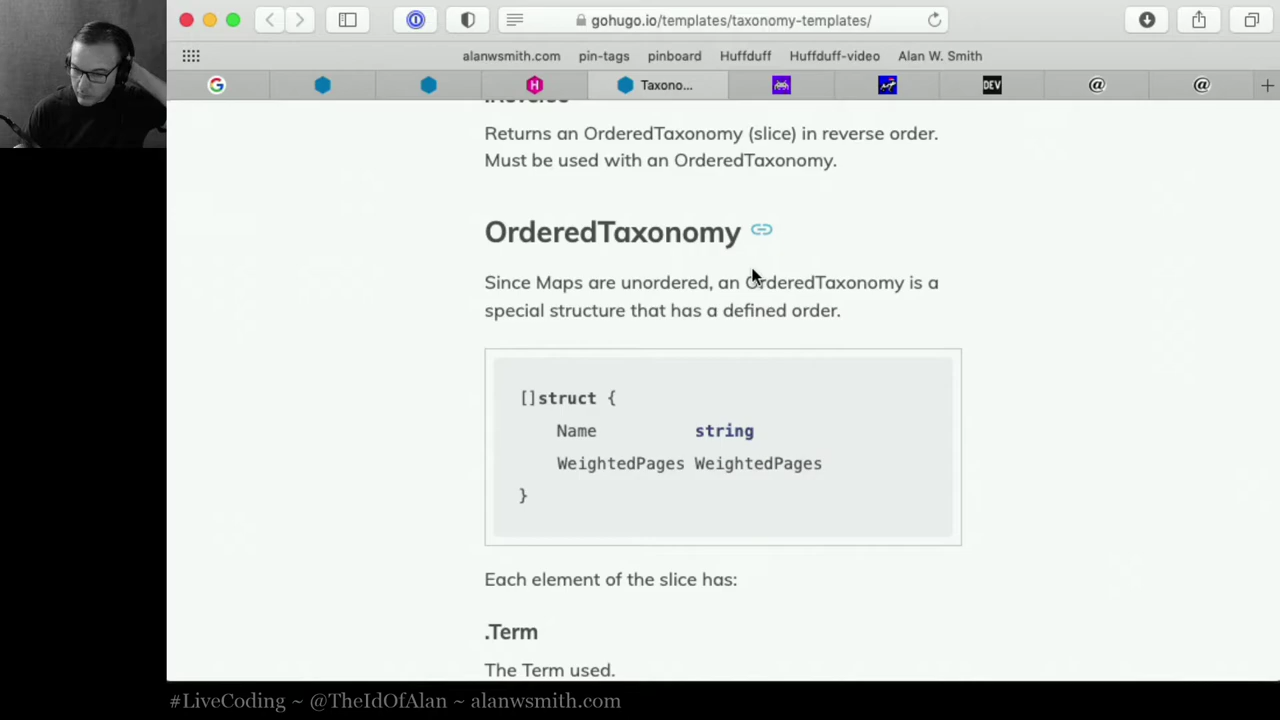 gohugo.io/templates/taxonomy-templates/
alanwsmith.com pin-tags pinboard Huffduff Huffduff-video Alan W. Smith
G H Taxono... DEV @ @
.Reverse
Returns an OrderedTaxonomy (slice) in reverse order.
Must be used with an OrderedTaxonomy.
OrderedTaxonomy
Since Maps are unordered, an OrderedTaxonomy is a
special structure that has a defined order.
[]struct {
Name string
WeightedPages WeightedPages
}
Each element of the slice has:
.Term
The Term used.
#LiveCoding ~ @TheIdOfAlan ~ alanwsmith.com